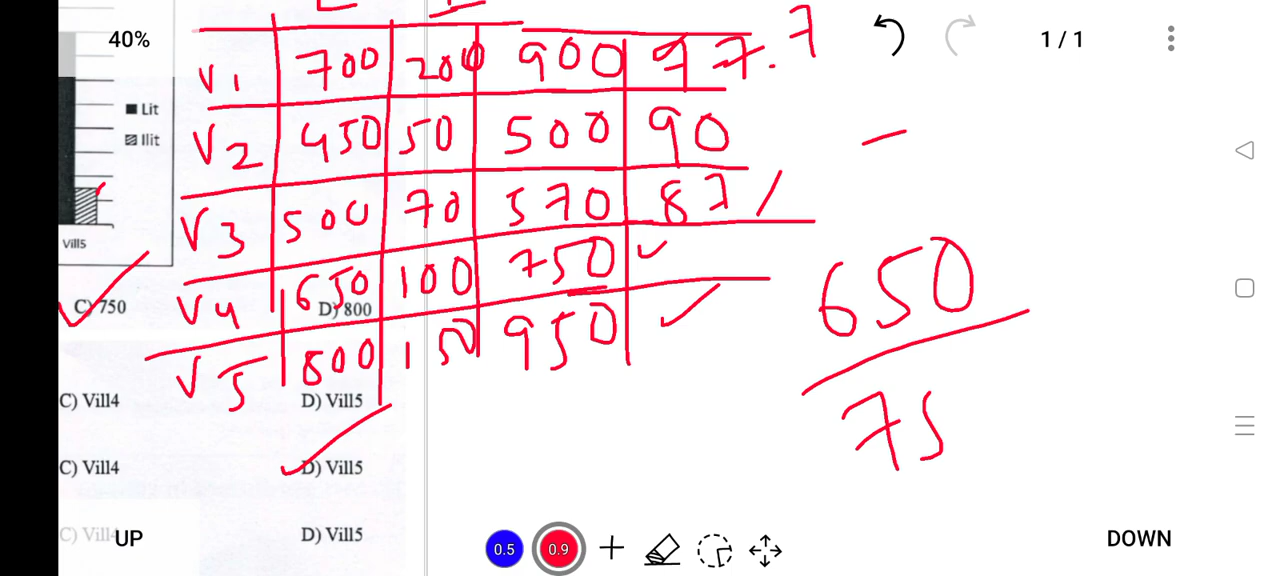 40%
1/1
V1 700 200 900 77.7
V2 450 50 500 90
V3 500 70 570 87
V4 650 100 750
V5 800 150 950
Lit
Ilit
Vill5
650
75
C) 750 D) 800
C) Vill4 D) Vill5
C) Vill4 D) Vill5
C) Vill4 D) Vill5
UP
0.5
0.9
DOWN